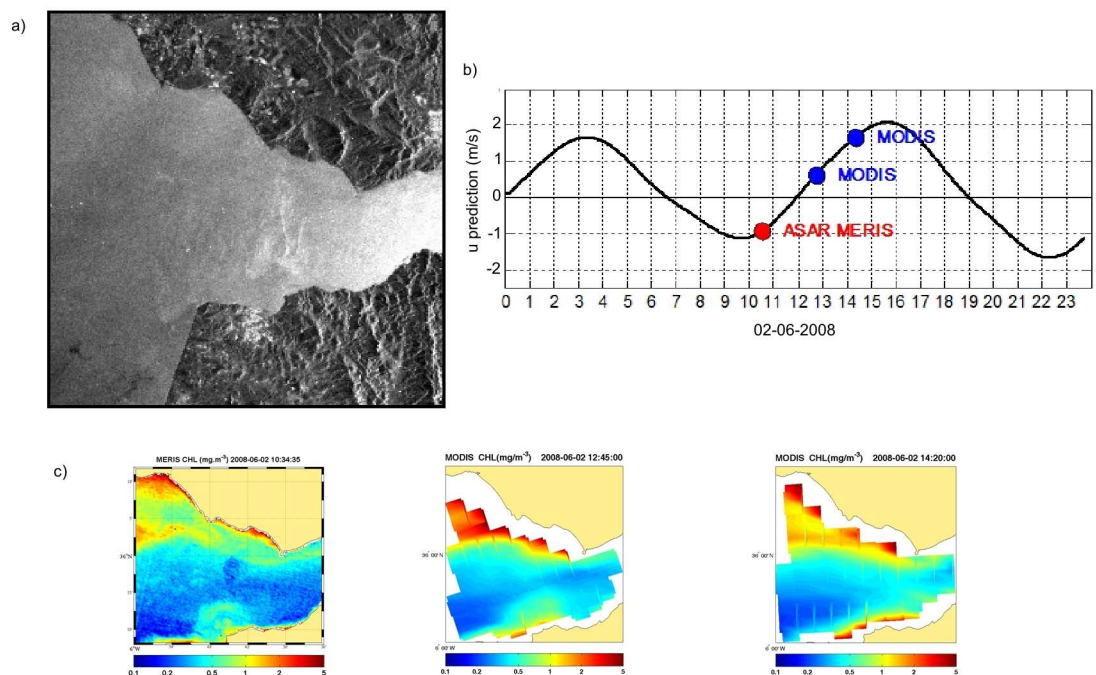 a)
b)
u prediction (m/s)
2
1
0
-1
-2
MODIS
MODIS
ASAR MERIS
0 1 2 3 4 5 6 7 8 9 10 11 12 13 14 15 16 17 18 19 20 21 22 23
02-06-2008
c)
MERIS CHL (mg.m⁻³) 2008-06-02 10:34:35
36°N
6°W
0.1 0.2 0.5 1 2 5
MODIS CHL(mg/m⁻³) 2008-06-02 12:45:00
36° 00'N
6° 00'W
0.1 0.2 0.5 1 2 5
MODIS CHL(mg/m⁻³) 2008-06-02 14:20:00
36° 00'N
6° 00'W
0.1 0.2 0.5 1 2 5